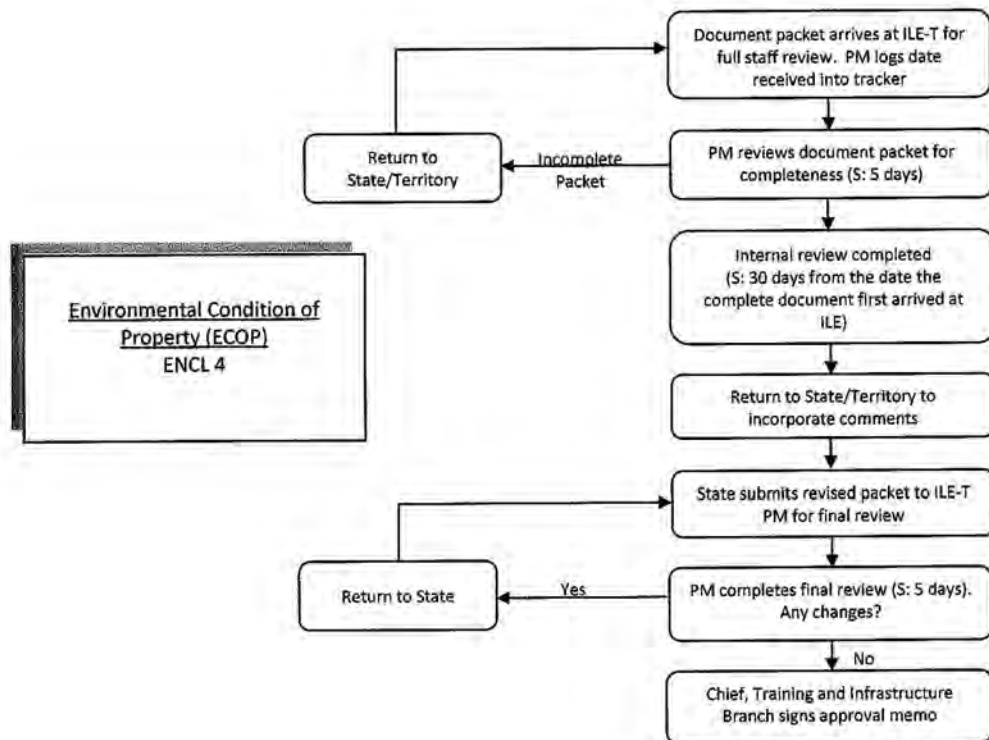 Document packet arrives at ILE-T for
full staff review. PM logs date
received into tracker
Return to
State/Territory
Incomplete
Packet
PM reviews document packet for
completeness (S: 5 days)
Internal review completed
(S: 30 days from the date the
complete document first arrived at
ILE)
Environmental Condition of
Property (ECOP)
ENCL 4
Return to State/Territory to
incorporate comments
State submits revised packet to ILE-T
PM for final review
Return to State
Yes
PM completes final review (S: 5 days).
Any changes?
No
Chief, Training and Infrastructure
Branch signs approval memo